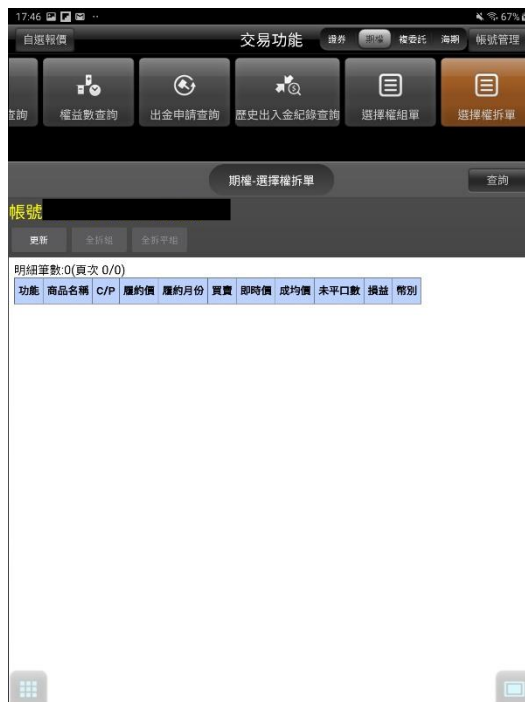 17:46 67%
自選報價 交易功能 證券 期權 複委託 海期 帳號管理
查詢 權益數查詢 出金申請查詢 歷史出入金紀錄查詢 選擇權組單 選擇權拆單
期權-選擇權拆單 查詢
帳號
更新 全拆組 全拆平組
明細筆數:0(頁次 0/0)
功能 商品名稱 C/P 履約價 履約月份 買賣 即時價 成均價 未平口數 損益 幣別